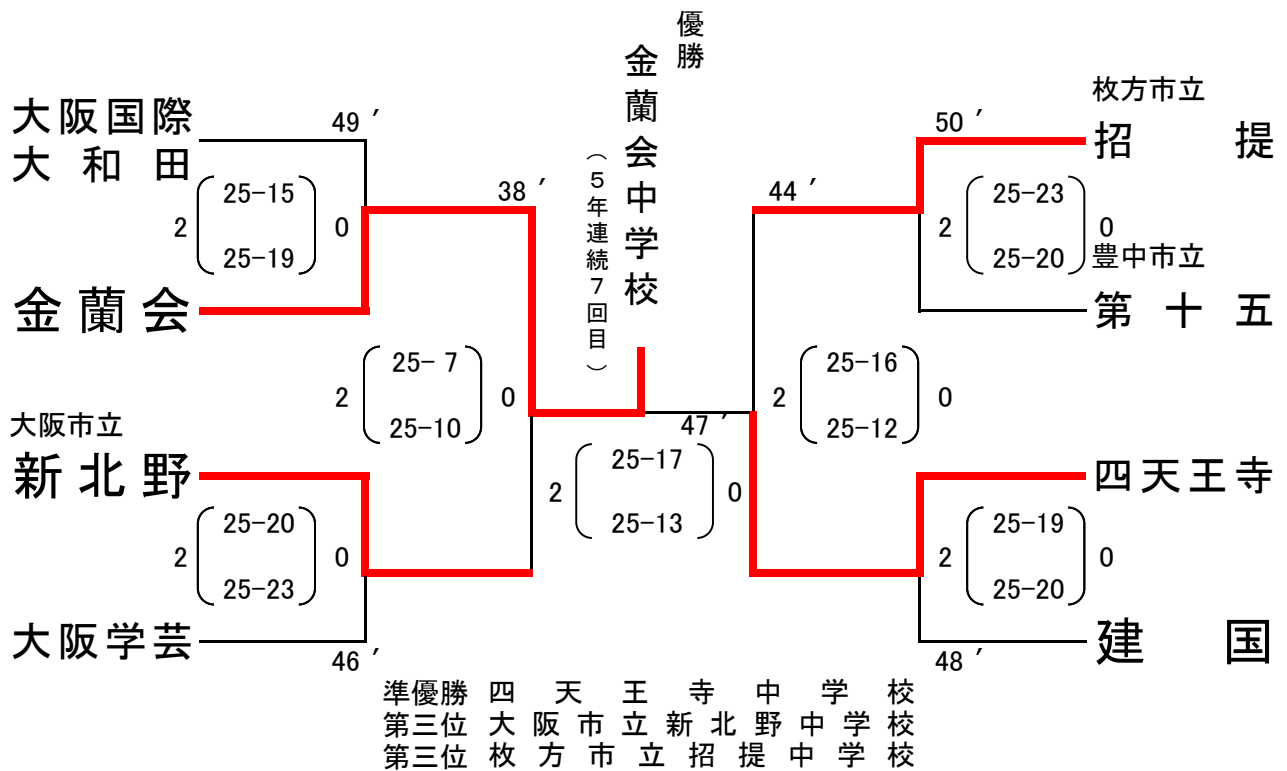 優勝
金蘭会中学校
（５年連続７回目）
大阪国際
大和田
49 ′
25-15
2 0
25-19
金蘭会
38 ′
25- 7
2 0
25-10
大阪市立
新北野
25-20
2 0
25-23
大阪学芸
46 ′
47 ′
25-17
2 0
25-13
枚方市立
招提
50 ′
25-23
2 0
25-20
豊中市立
第十五
44 ′
25-16
2 0
25-12
四天王寺
25-19
2 0
25-20
建国
48 ′
準優勝 四天王寺中学校
第三位 大阪市立新北野中学校
第三位 枚方市立招提中学校